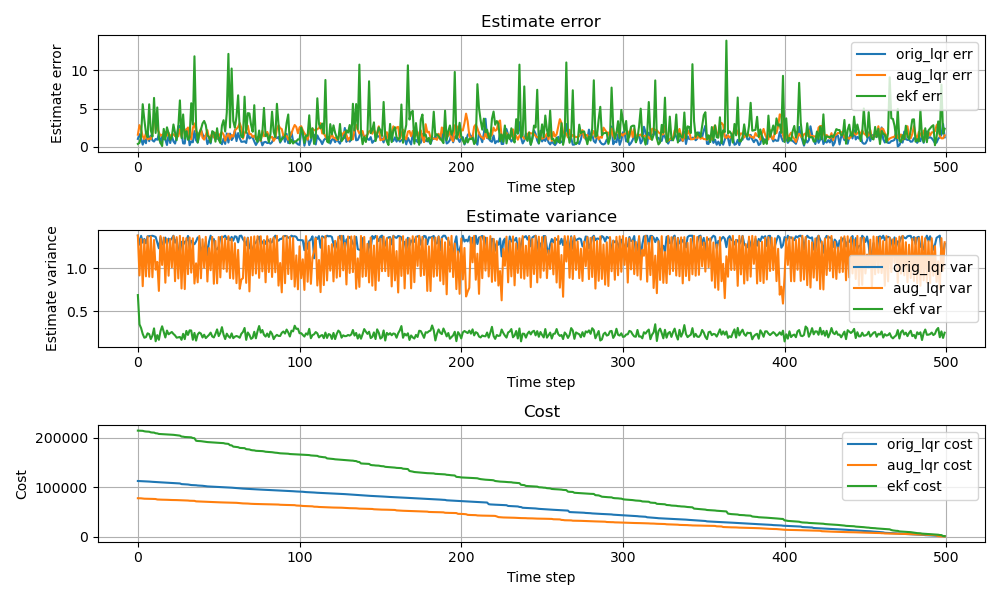 Estimate error
Estimate error
10
5
0
orig_lqr err
aug_lqr err
ekf err
0 100 200 300 400 500
Time step
Estimate variance
Estimate variance
1.0
0.5
orig_lqr var
aug_lqr var
ekf var
0 100 200 300 400 500
Time step
Cost
Cost
200000
100000
0
orig_lqr cost
aug_lqr cost
ekf cost
0 100 200 300 400 500
Time step